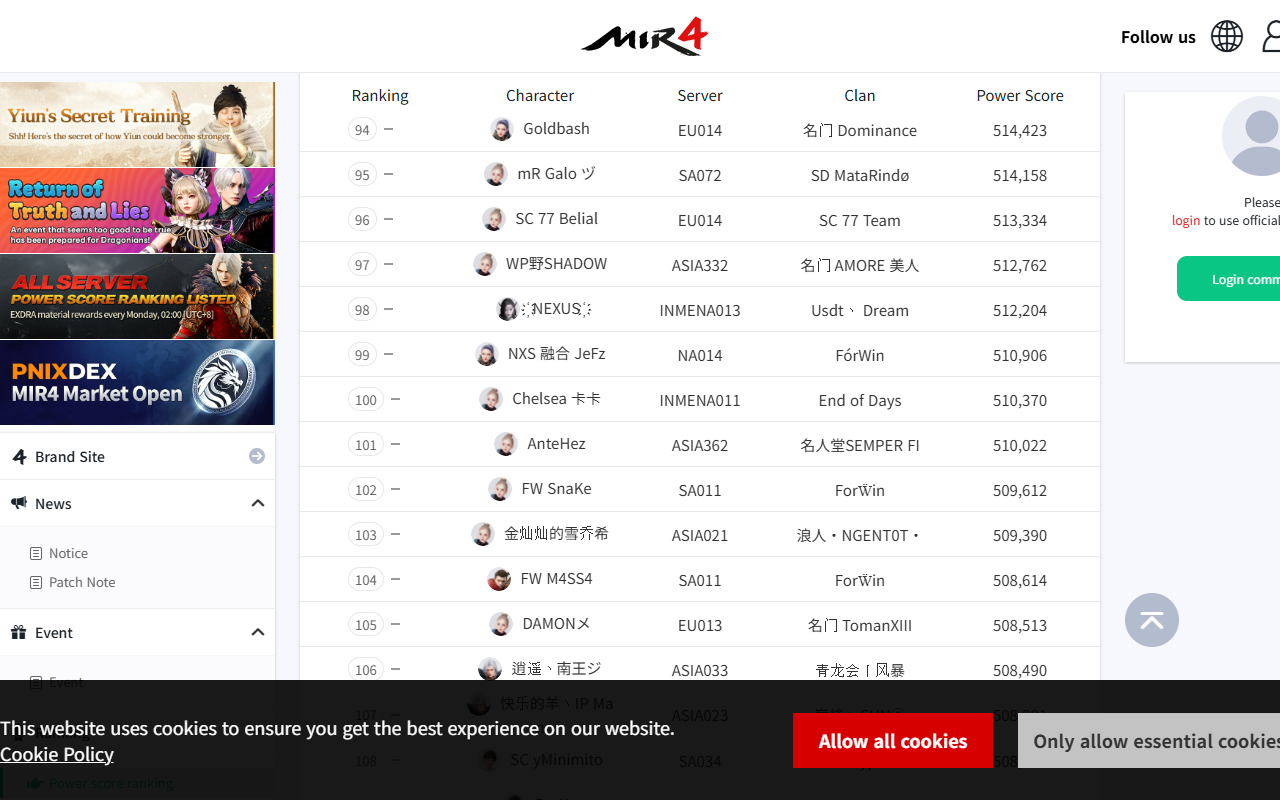 MIR4
Follow us
Yiun's Secret Training
Shh! Here's the secret of how Yiun could become stronger.
Return of
Truth and Lies
An event that seems too good to be true
has been prepared for Dragonians!
ALL SERVER
POWER SCORE RANKING LISTED
EXDRA material rewards every Monday, 02:00 [UTC+8]
PNIXDEX
MIR4 Market Open
Brand Site
News
Notice
Patch Note
Event
Event
Power score ranking
Ranking Character Server Clan Power Score
94 Goldbash EU014 名门 Dominance 514,423
95 mR Galo ヅ SA072 SD MataRindø 514,158
96 SC 77 Belial EU014 SC 77 Team 513,334
97 WP野SHADOW ASIA332 名门 AMORE 美人 512,762
98 NEXUS INMENA013 Usdt丶 Dream 512,204
99 NXS 融合 JeFz NA014 FórWin 510,906
100 Chelsea 卡卡 INMENA011 End of Days 510,370
101 AnteHez ASIA362 名人堂SEMPER FI 510,022
102 FW SnaKe SA011 ForŴin 509,612
103 金灿灿的雪乔希 ASIA021 浪人・NGENT0T・ 509,390
104 FW M4SS4 SA011 ForŴin 508,614
105 DAMONメ EU013 名门 TomanXIII 508,513
106 逍遥丶南王ジ ASIA033 青龙会丨风暴 508,490
107 快乐的羊丶IP Ma ASIA023
108 SC yMinimito SA034
Please
login to use official
Login comm
This website uses cookies to ensure you get the best experience on our website.
Cookie Policy
Allow all cookies
Only allow essential cookies